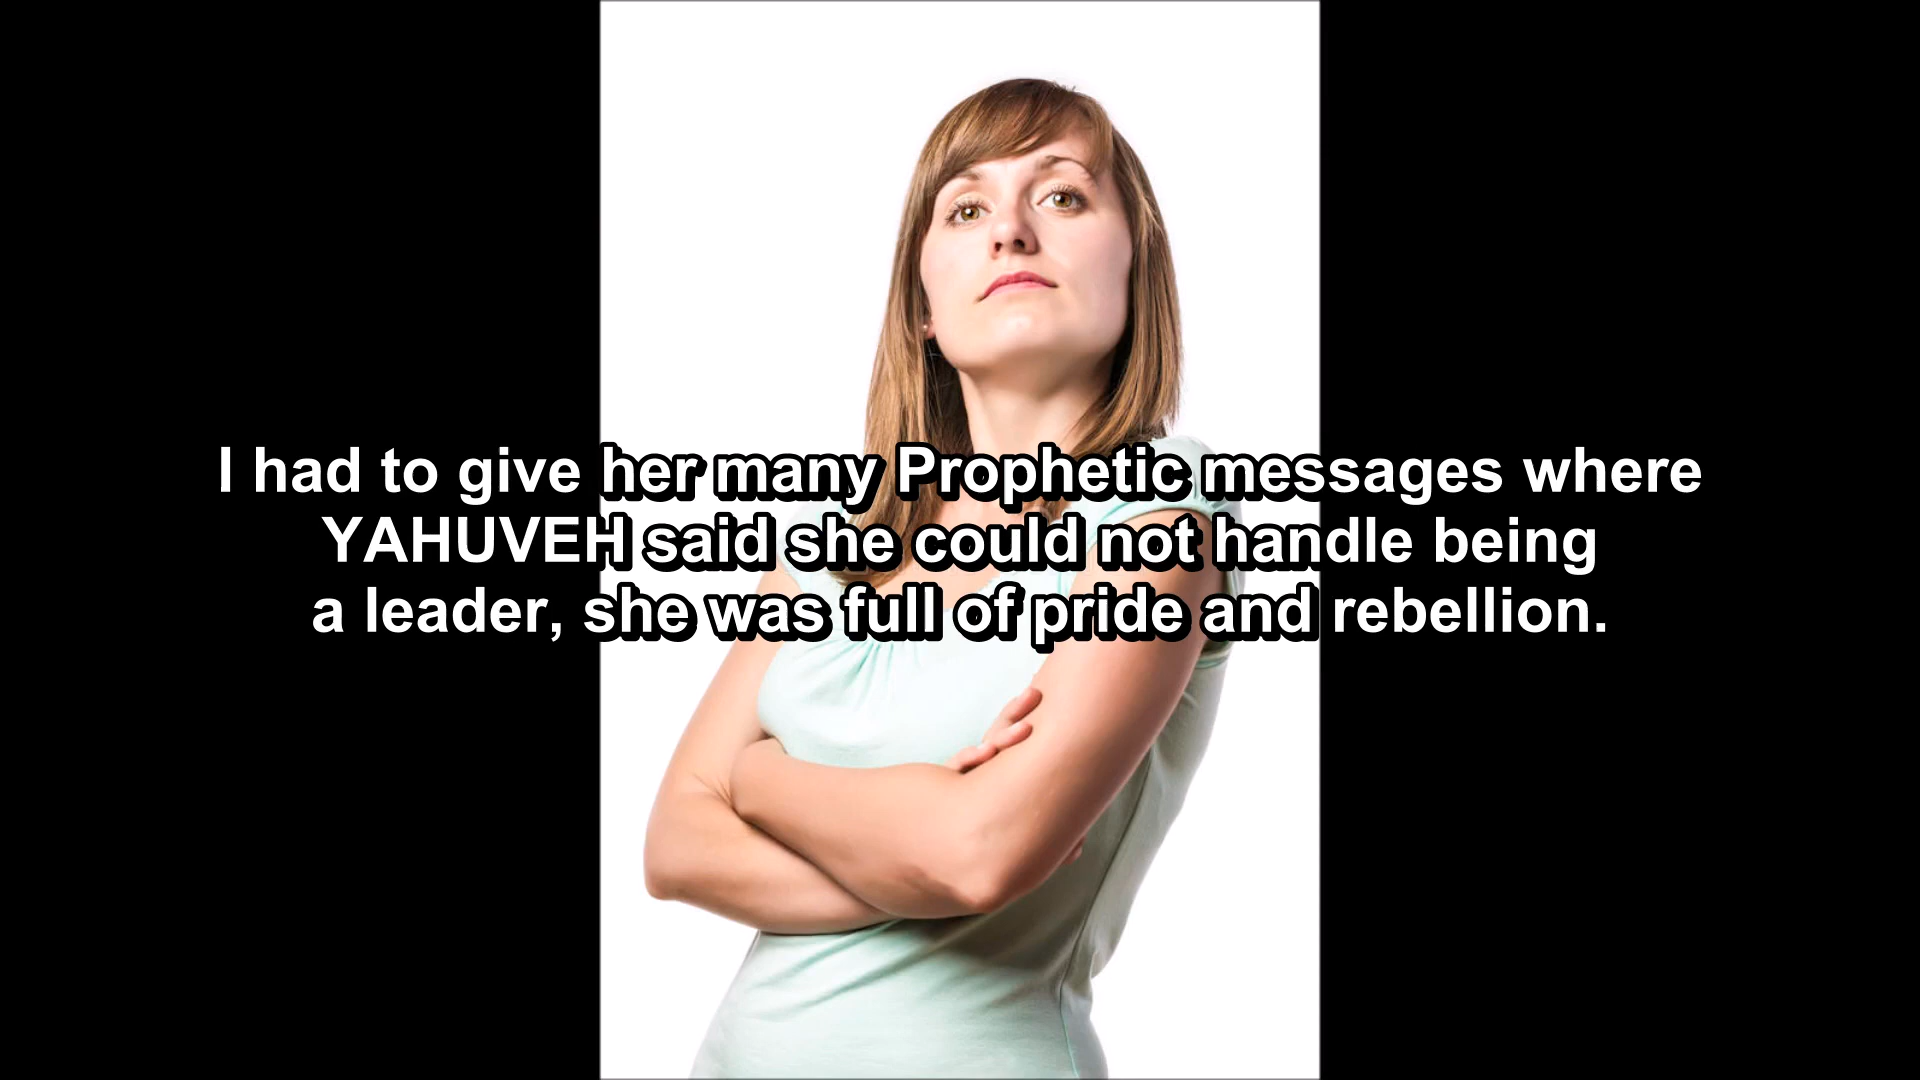 I had to give her many Prophetic messages where
YAHUVEH said she could not handle being
a leader, she was full of pride and rebellion.